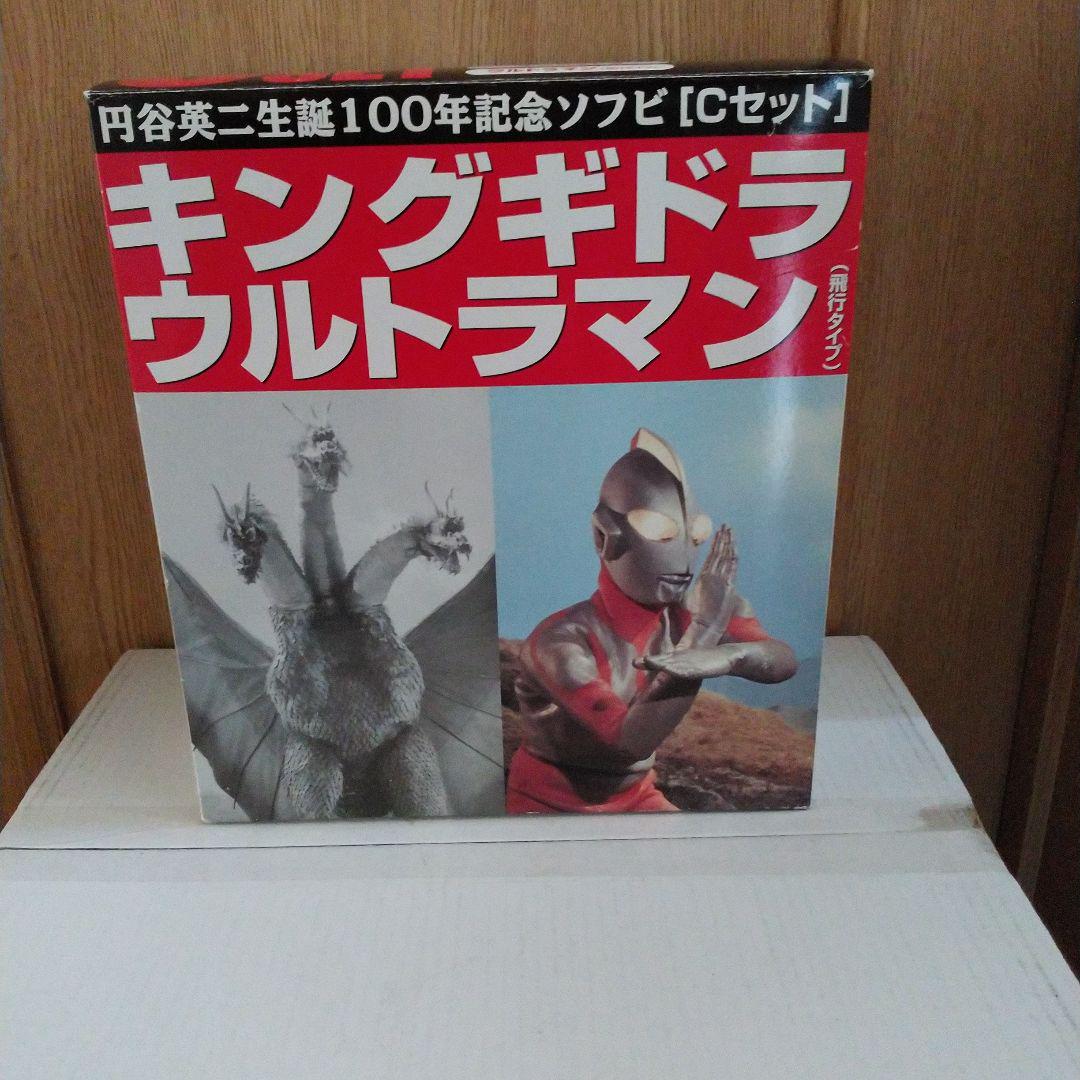 円谷英二生誕100年記念ソフビ[Cセット]
キングギドラ
ウルトラマン
(飛行タイプ)